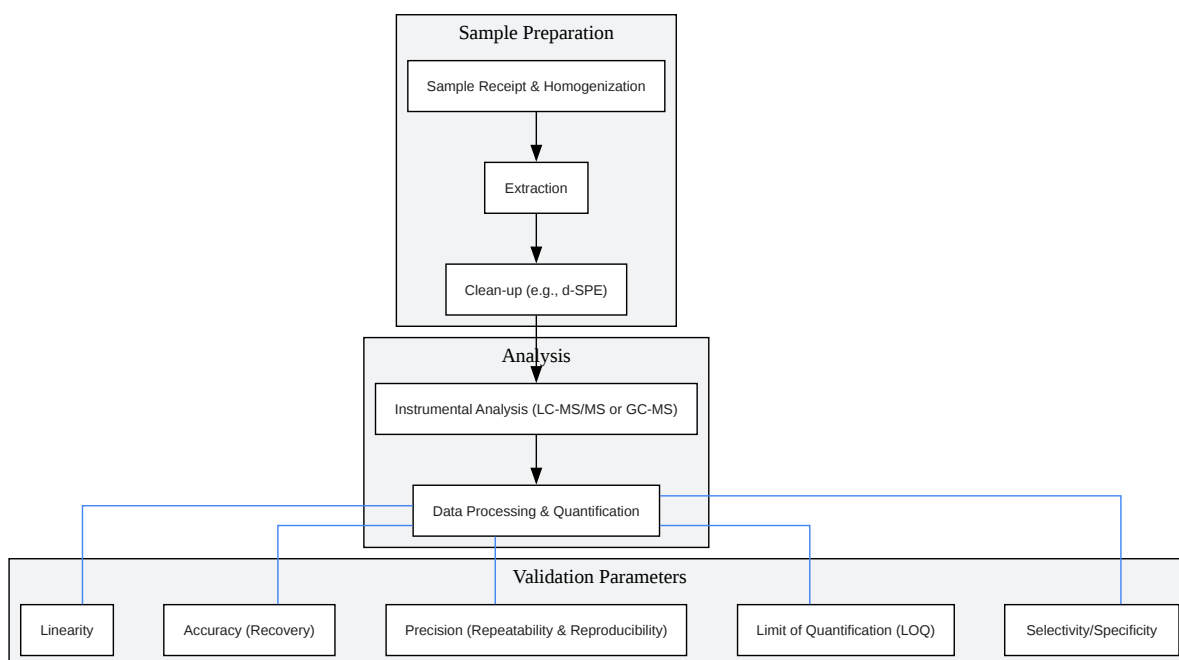 Sample Preparation
Sample Receipt & Homogenization
Extraction
Clean-up (e.g., d-SPE)
Analysis
Instrumental Analysis (LC-MS/MS or GC-MS)
Data Processing & Quantification
Validation Parameters
Linearity
Accuracy (Recovery)
Precision (Repeatability & Reproducibility)
Limit of Quantification (LOQ)
Selectivity/Specificity